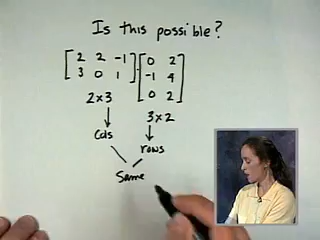 Is this possible?
[2 2 -1] [0 2]
[3 0 1] . [-1 4]
[0 2]
2x3 3x2
Cols rows
Same